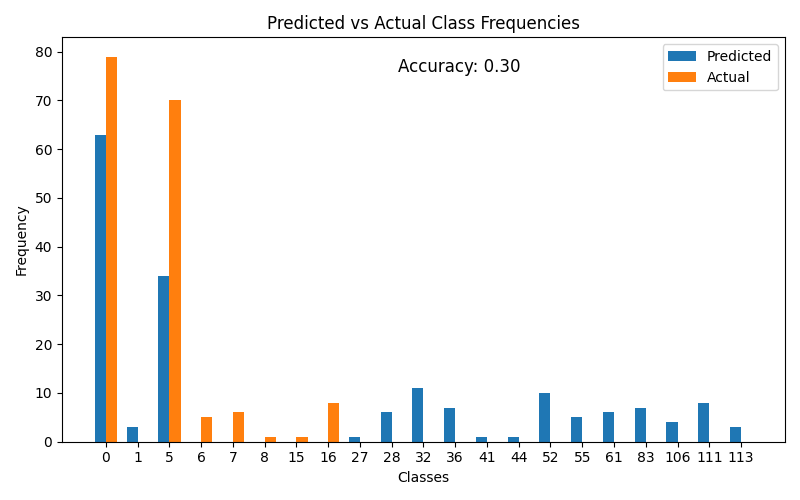 Predicted vs Actual Class Frequencies
Accuracy: 0.30
Predicted
Actual
Frequency
80
70
60
50
40
30
20
10
0
0 1 5 6 7 8 15 16 27 28 32 36 41 44 52 55 61 83 106 111 113
Classes